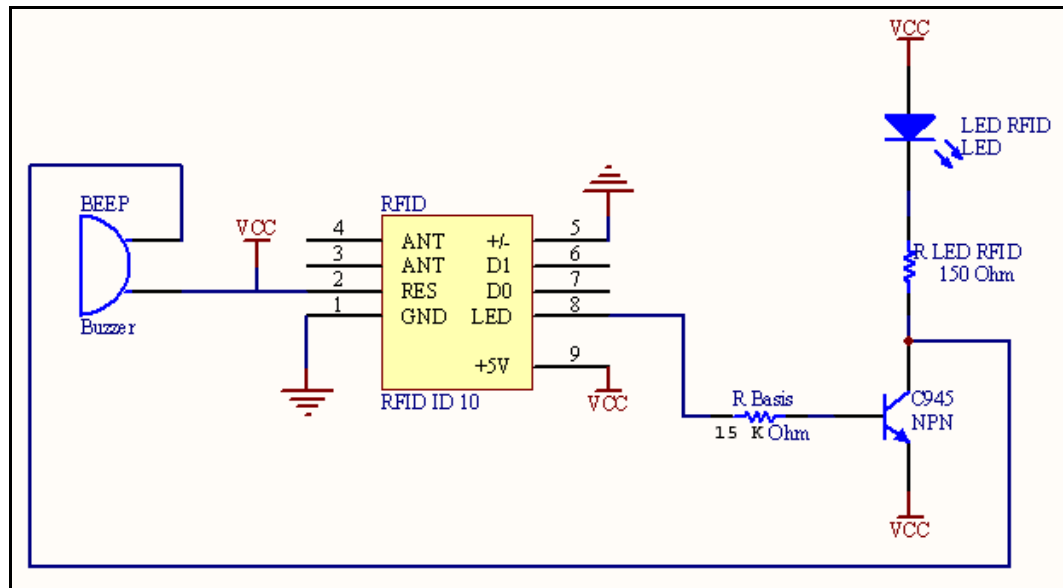 VCC
LED RFID
LED
BEEP
VCC
Buzzer
RFID
4 ANT +/- 5
3 ANT D1 6
2 RES D0 7
1 GND LED 8
+5V 9
RFID ID 10
VCC
R LED RFID
150 Ohm
R Basis
15 K Ohm
C945
NPN
VCC